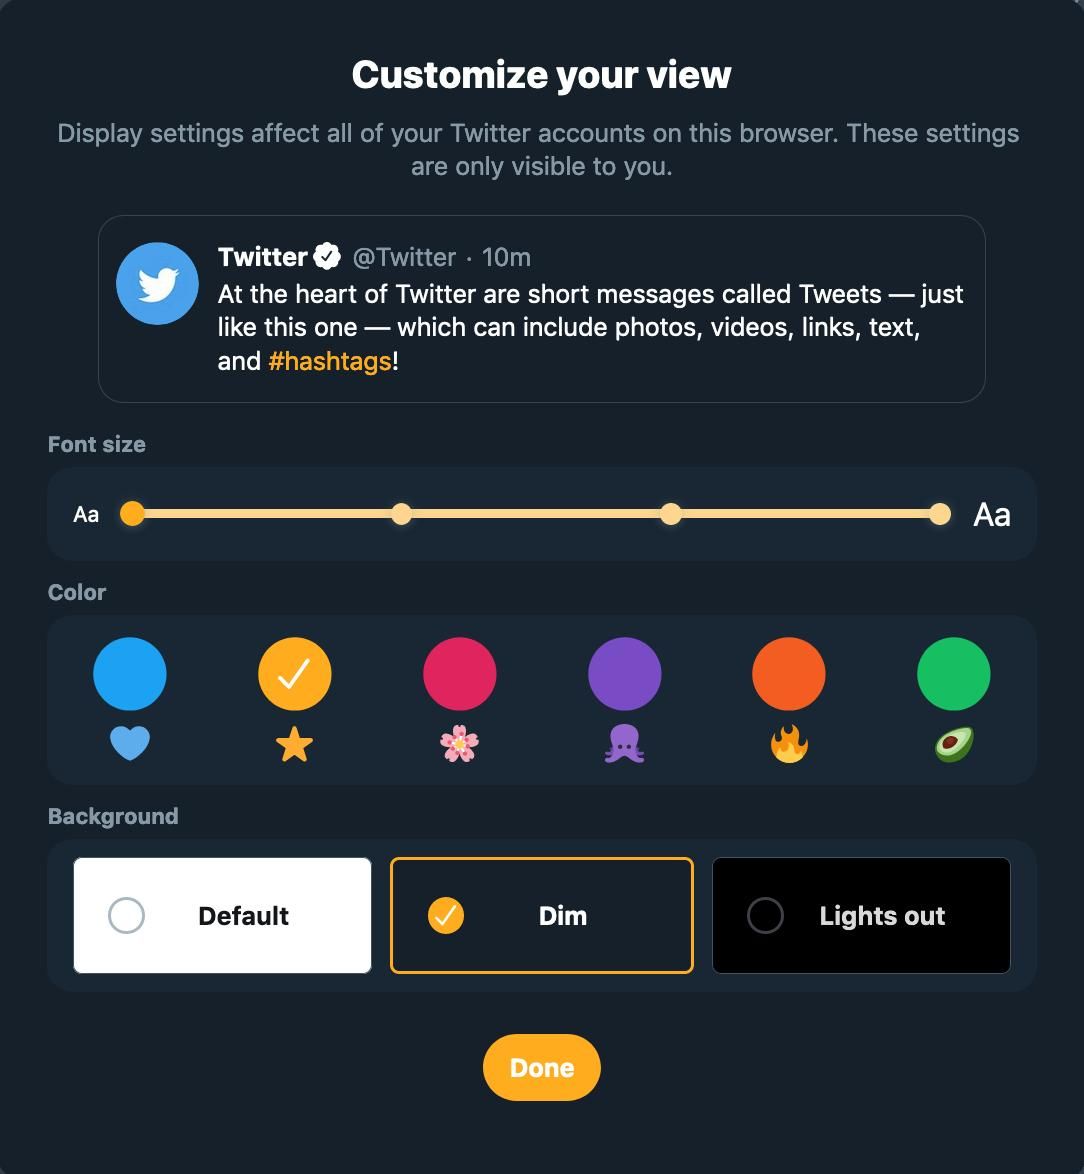 Customize your view
Display settings affect all of your Twitter accounts on this browser. These settings
are only visible to you.
Twitter @Twitter · 10m
At the heart of Twitter are short messages called Tweets — just
like this one — which can include photos, videos, links, text,
and #hashtags!
Font size
Aa Aa
Color
Background
Default Dim Lights out
Done